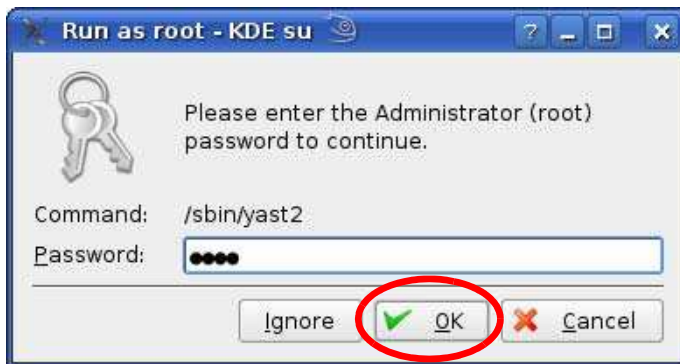 Run as root - KDE su
?
Please enter the Administrator (root)
password to continue.
Command: /sbin/yast2
Password: ●●●●
Ignore OK Cancel